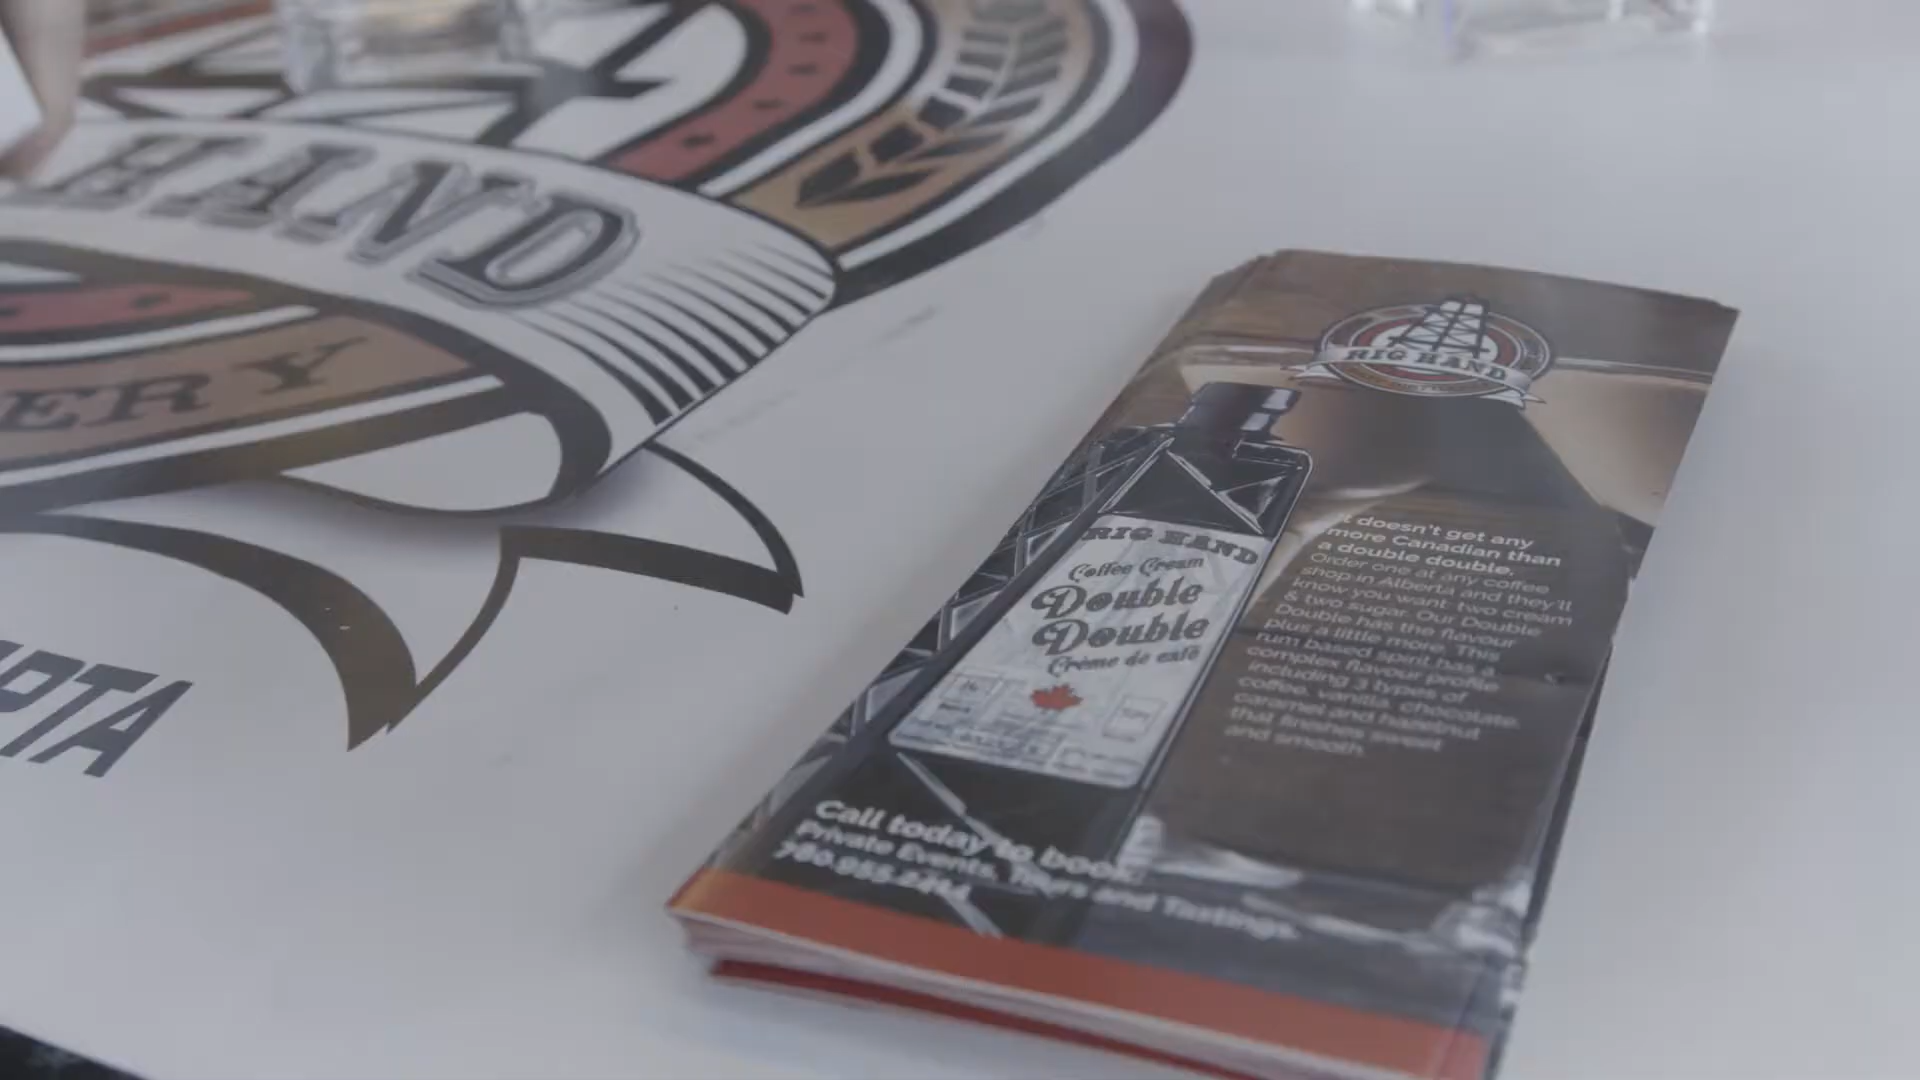 HAND
ERY
RTA
RIG HAND
RIG HAND
Coffee Cream
Double
Double
Crème de café
t doesn't get any
more Canadian than
a double double.
Order one at any coffee
shop in Alberta and they'll
know you want: two cream
& two sugar. Our Double
Double has the flavour
plus a little more. This
rum based spirit has a
complex flavour profile
including 3 types of
coffee, vanilla, chocolate,
caramel and hazelnut
that finishes sweet
and smooth.
Call today to book
Private Events, Tours and Tastings.
780.955.2414